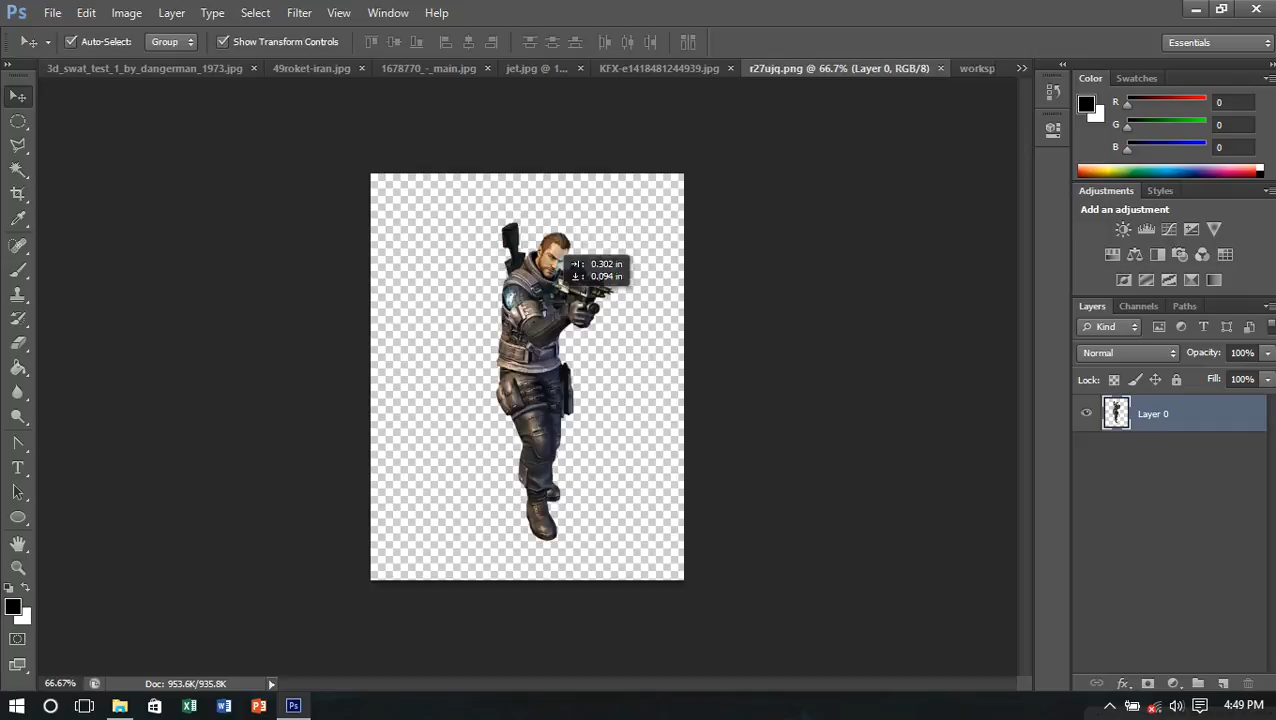 Ps File Edit Image Layer Type Select Filter View Window Help
Auto-Select: Group Show Transform Controls Essentials
3d_swat_test_1_by_dangerman_1973.jpg × 49roket-iran.jpg × 1678770_-_main.jpg × jet.jpg @ 1... × KFX-e1418481244939.jpg × r27ujq.png @ 66.7% (Layer 0, RGB/8) × worksp
Color Swatches
R 0
G 0
B 0
Adjustments Styles
Add an adjustment
: 0.302 in
: 0.094 in
Layers Channels Paths
Kind
Normal Opacity: 100%
Lock: Fill: 100%
Layer 0
66.67% Doc: 953.6K/935.8K
4:49 PM